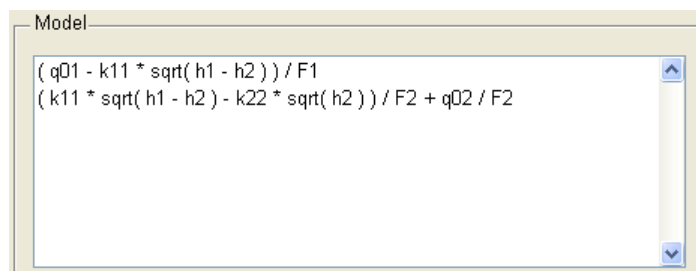 Model
( q01 - k11 * sqrt( h1 - h2 ) ) / F1
( k11 * sqrt( h1 - h2 ) - k22 * sqrt( h2 ) ) / F2 + q02 / F2